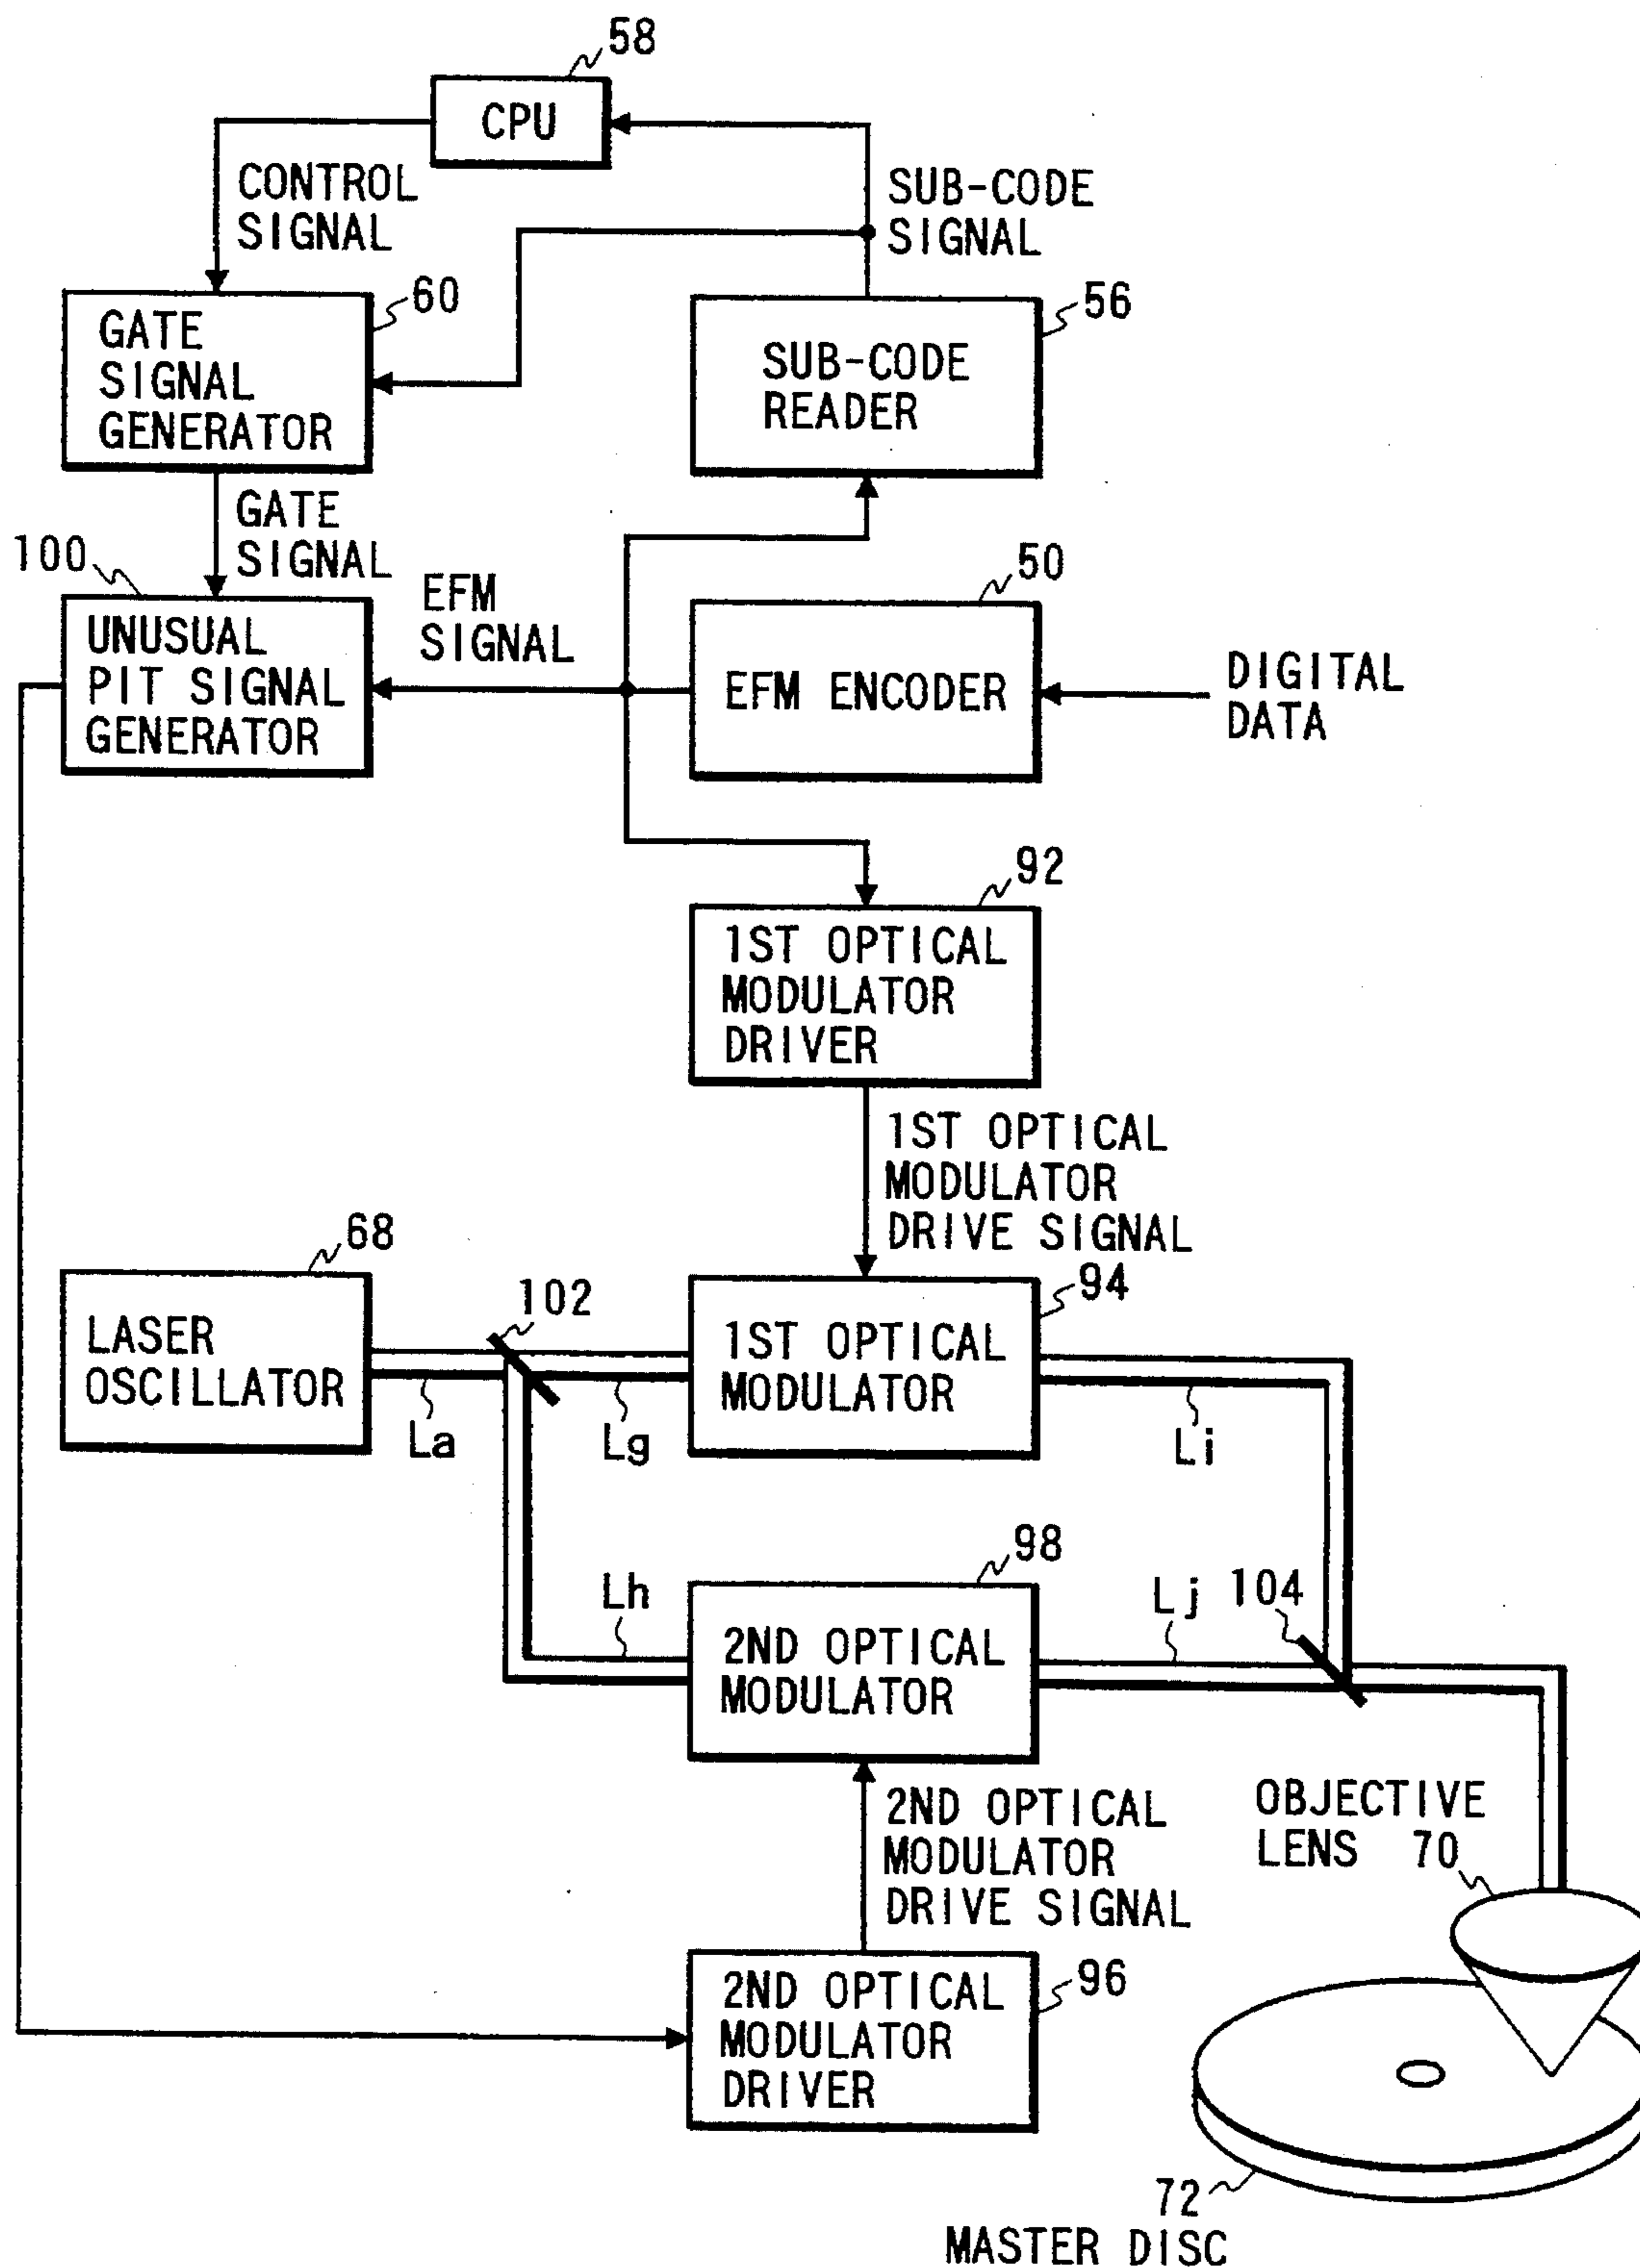 58
CPU
CONTROL
SIGNAL
SUB-CODE
SIGNAL
60
GATE
SIGNAL
GENERATOR
56
SUB-CODE
READER
GATE
SIGNAL
100
UNUSUAL
PIT SIGNAL
GENERATOR
EFM
SIGNAL
50
EFM ENCODER
DIGITAL
DATA
92
1ST OPTICAL
MODULATOR
DRIVER
1ST OPTICAL
MODULATOR
DRIVE SIGNAL
68
LASER
OSCILLATOR
102
94
1ST OPTICAL
MODULATOR
La
Lg
Li
98
Lh
2ND OPTICAL
MODULATOR
Lj
104
2ND OPTICAL
MODULATOR
DRIVE SIGNAL
OBJECTIVE
LENS 70
96
2ND OPTICAL
MODULATOR
DRIVER
72
MASTER DISC